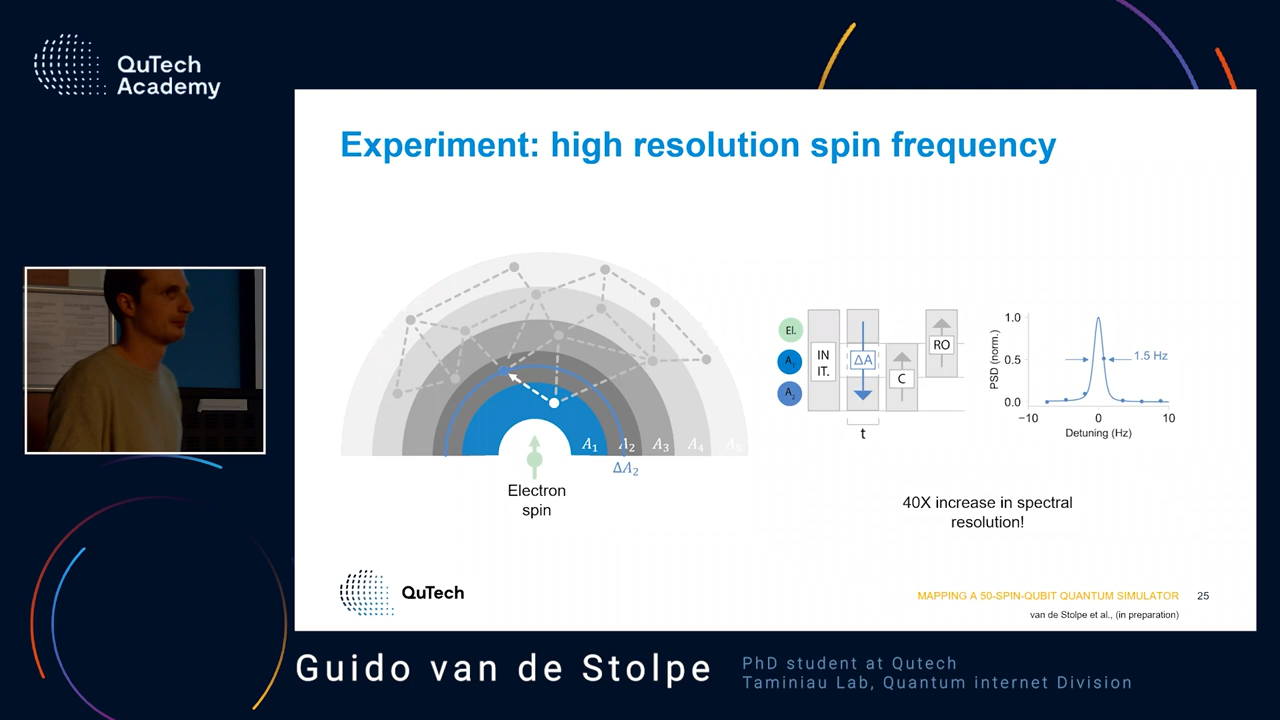 QuTech
Academy
Experiment: high resolution spin frequency
A₁
A₂
A₃
A₄
A₅
ΔA₂
Electron
spin
El.
A₁
A₂
IN
IT.
ΔA
C
RO
t
PSD (norm.)
1.0
0.5
0.0
1.5 Hz
−10
0
10
Detuning (Hz)
40X increase in spectral
resolution!
QuTech
MAPPING A 50-SPIN-QUBIT QUANTUM SIMULATOR 25
van de Stolpe et al., (in preparation)
Guido van de Stolpe
PhD student at Qutech
Taminiau Lab, Quantum internet Division